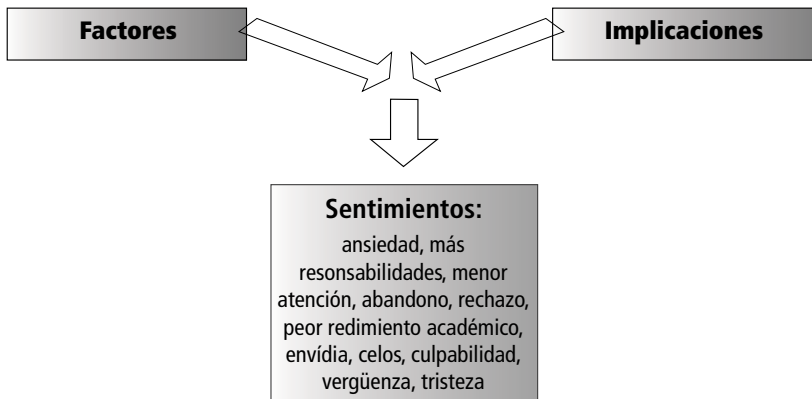 Factores
Implicaciones
Sentimientos:
ansiedad, más
resonsabilidades, menor
atención, abandono, rechazo,
peor redimiento académico,
envídia, celos, culpabilidad,
vergüenza, tristeza